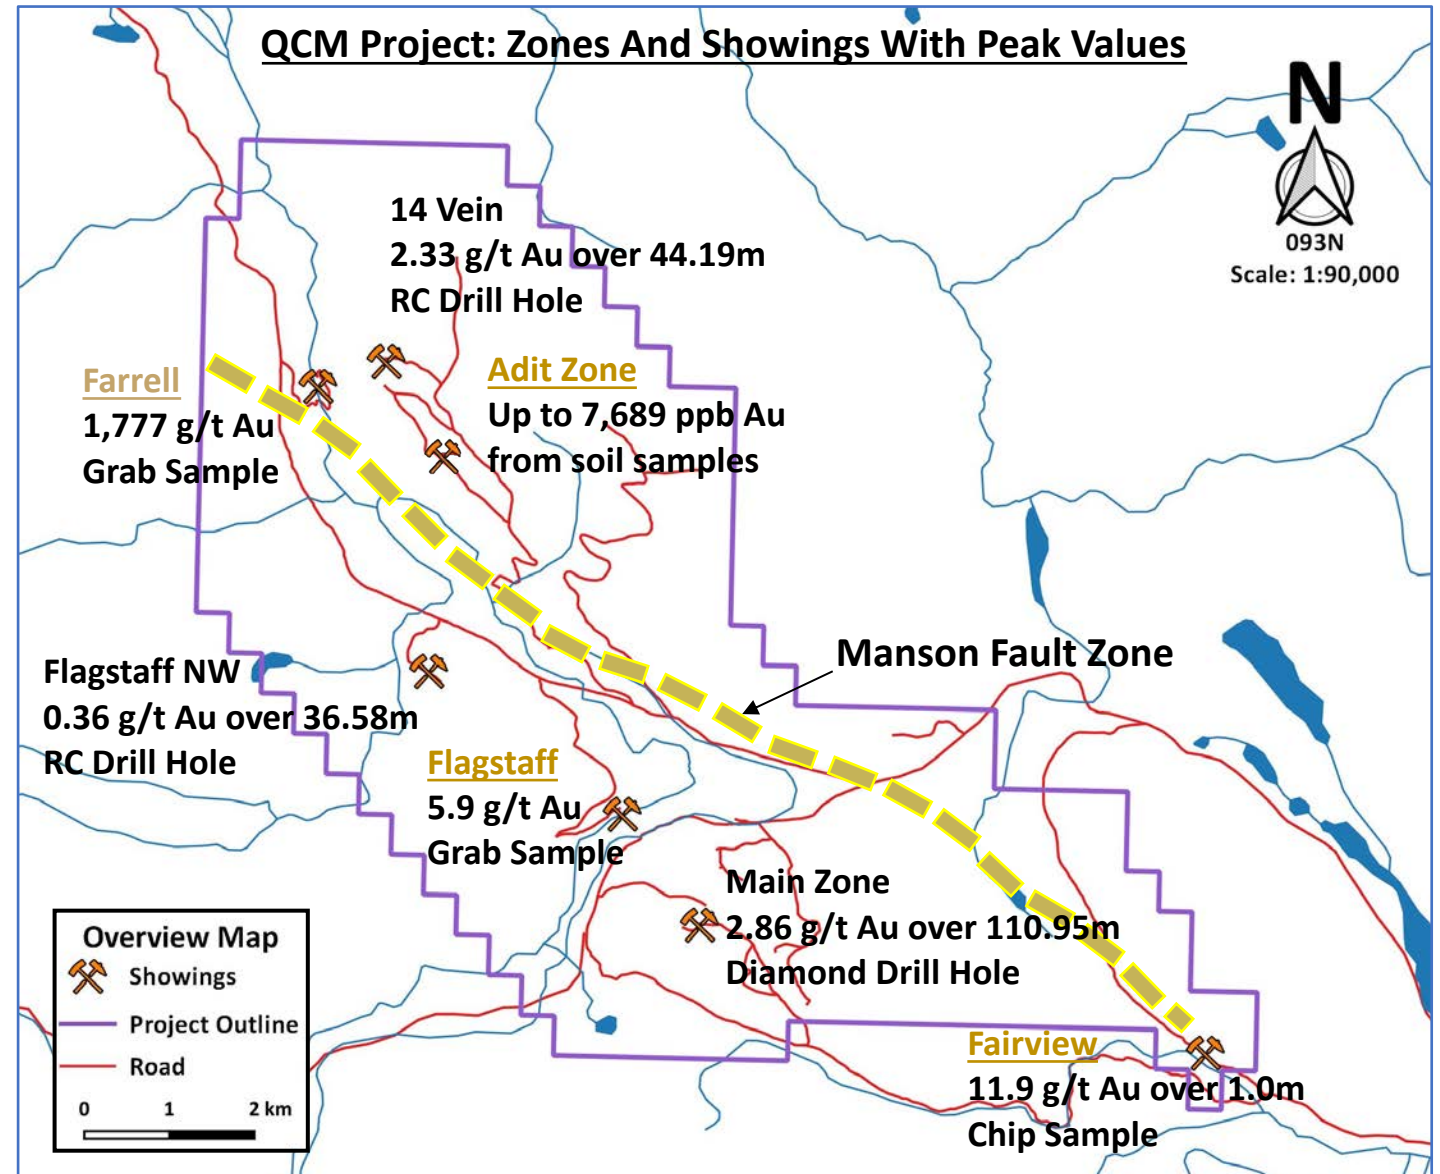 QCM Project: Zones And Showings With Peak Values
N
093N
Scale: 1:90,000
14 Vein
2.33 g/t Au over 44.19m
RC Drill Hole
Farrell
1,777 g/t Au
Grab Sample
Adit Zone
Up to 7,689 ppb Au
from soil samples
Manson Fault Zone
Flagstaff NW
0.36 g/t Au over 36.58m
RC Drill Hole
Flagstaff
5.9 g/t Au
Grab Sample
Main Zone
2.86 g/t Au over 110.95m
Diamond Drill Hole
Fairview
11.9 g/t Au over 1.0m
Chip Sample
Overview Map
Showings
Project Outline
Road
0 1 2 km